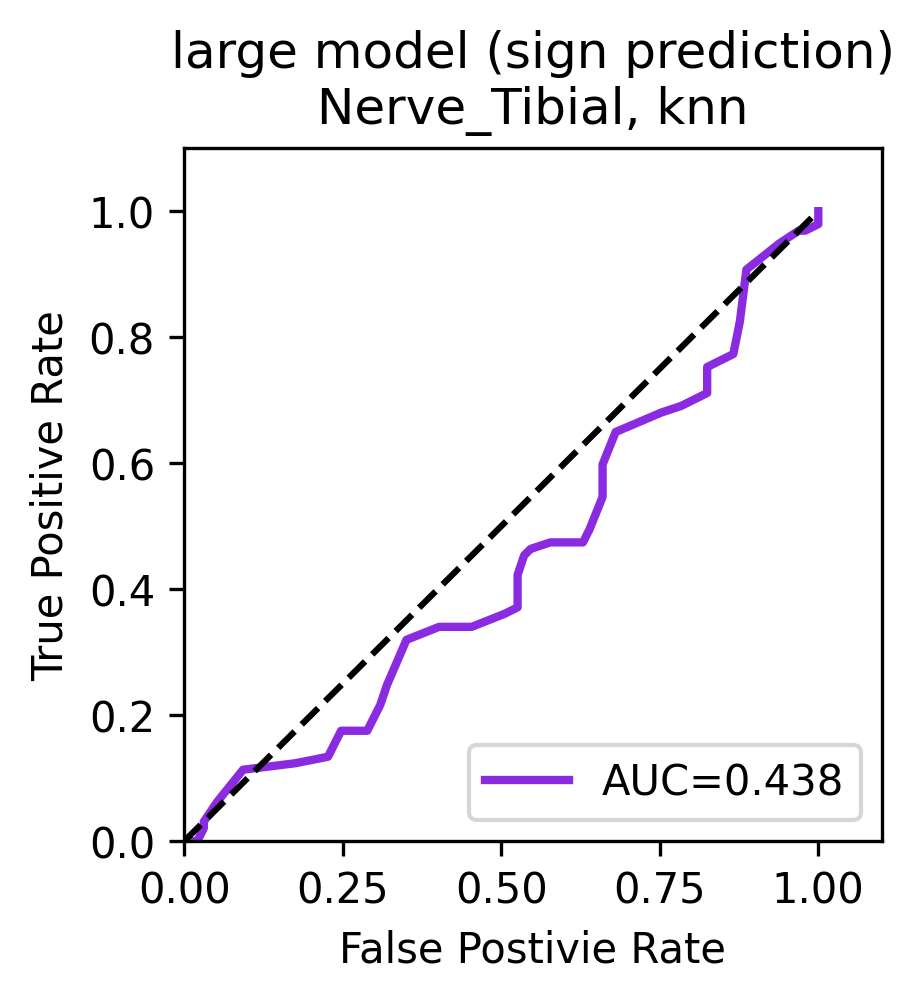 large model (sign prediction)
Nerve_Tibial, knn
True Positive Rate
1.0
0.8
0.6
0.4
0.2
0.0
AUC=0.438
0.00 0.25 0.50 0.75 1.00
False Postivie Rate